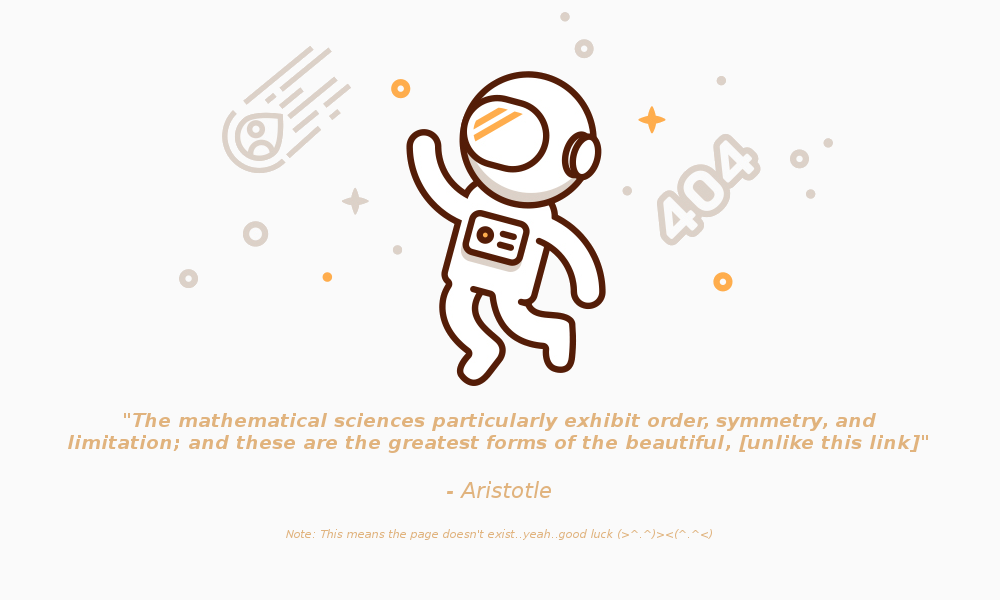 404
"The mathematical sciences particularly exhibit order, symmetry, and
limitation; and these are the greatest forms of the beautiful, [unlike this link]"
- Aristotle
Note: This means the page doesn't exist..yeah..good luck (>^.^)><(^.^<)